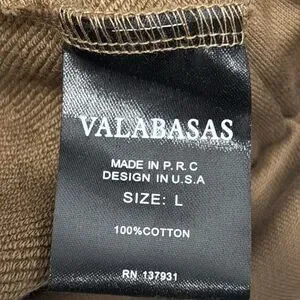 VALABASAS
MADE IN P.R.C
DESIGN IN U.S.A
SIZE: L
100%COTTON
RN 137931